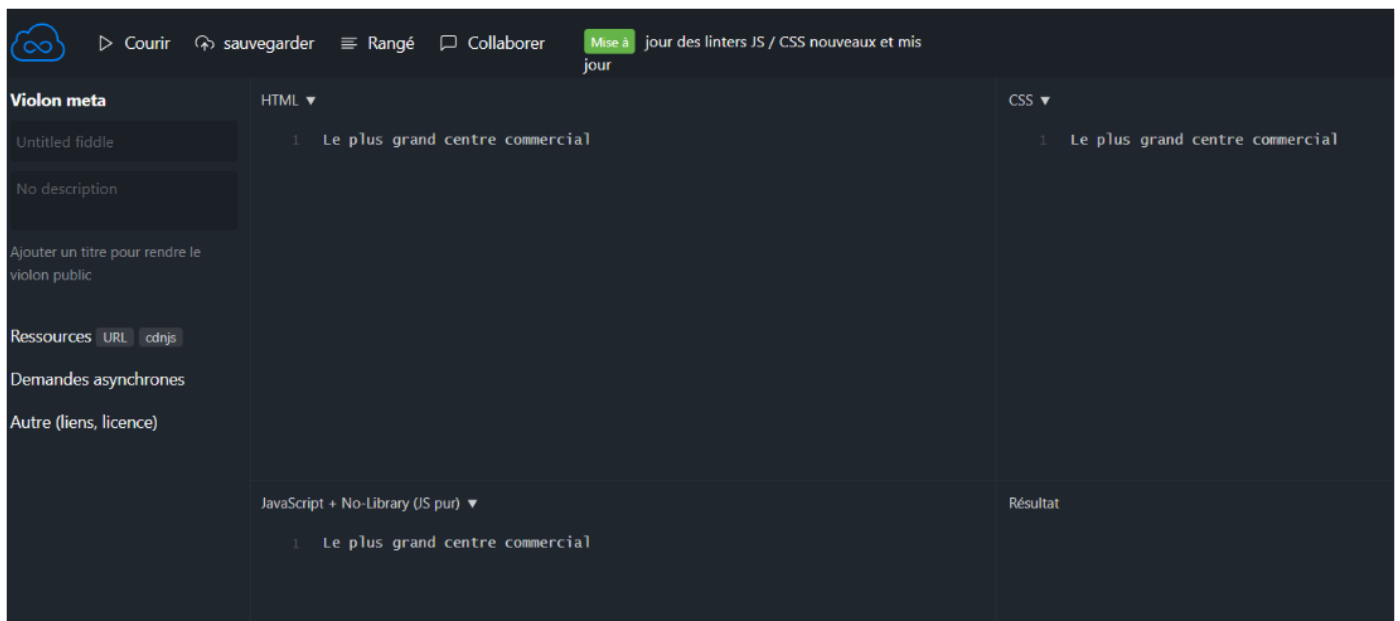 Courir sauvegarder Rangé Collaborer Mise à jour des linters JS / CSS nouveaux et mis
jour
Violon meta
Untitled fiddle
No description
Ajouter un titre pour rendre le
violon public
Ressources URL cdnjs
Demandes asynchrones
Autre (liens, licence)
HTML ▼
1 Le plus grand centre commercial
CSS ▼
1 Le plus grand centre commercial
JavaScript + No-Library (JS pur) ▼
1 Le plus grand centre commercial
Résultat